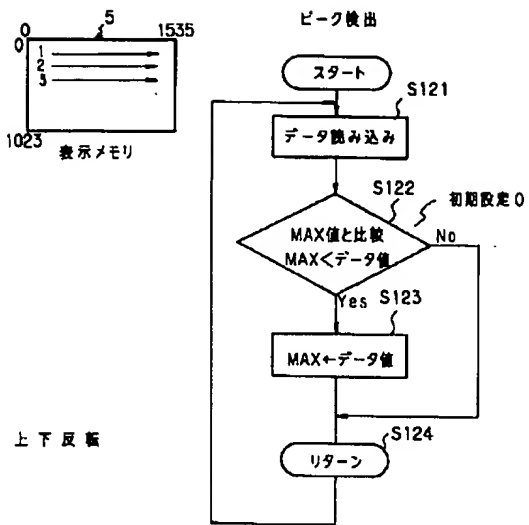 0
5
1535
0
1
2
3
1023
表示メモリ
ピーク検出
スタート
S121
データ読み込み
S122
初期設定0
MAX値と比較
MAX<データ値
No
Yes
S123
MAX←データ値
上下反転
S124
リターン